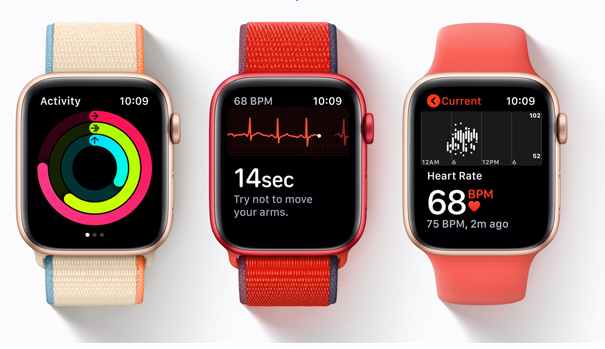 Activity 10:09
68 BPM 10:09
14sec
Try not to move
your arms.
Current 10:09
102
52
12AM 6 12PM 6
Heart Rate
68 BPM
75 BPM, 2m ago